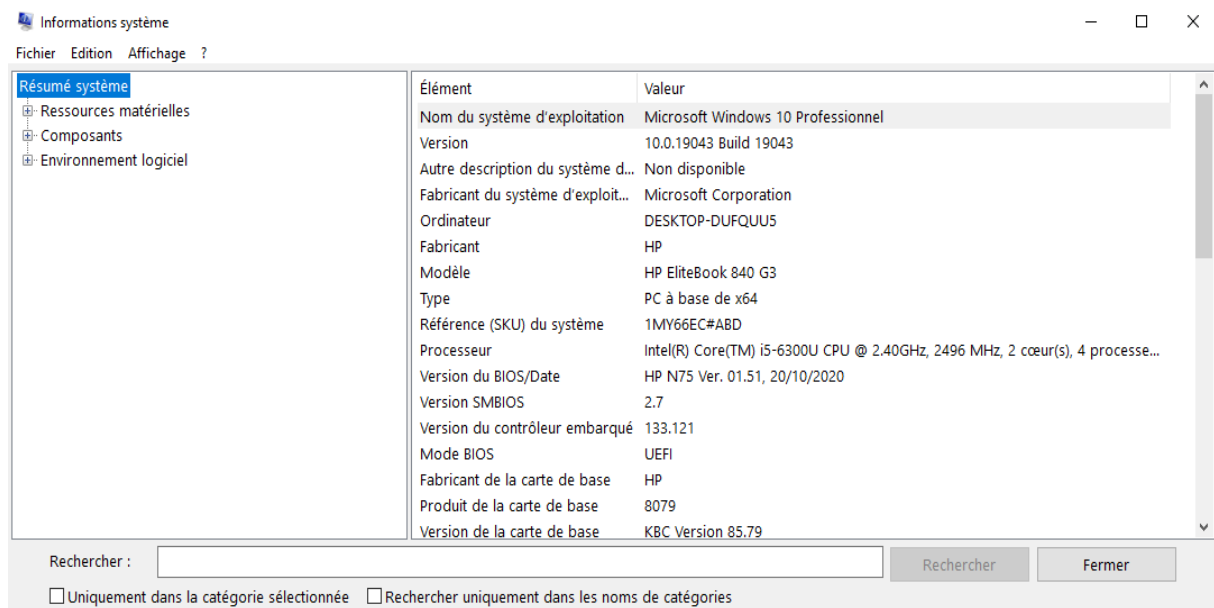 Informations système
Fichier Edition Affichage ?
Résumé système
Ressources matérielles
Composants
Environnement logiciel
Élément Valeur
Nom du système d'exploitation Microsoft Windows 10 Professionnel
Version 10.0.19043 Build 19043
Autre description du système d... Non disponible
Fabricant du système d'exploit... Microsoft Corporation
Ordinateur DESKTOP-DUFQUU5
Fabricant HP
Modèle HP EliteBook 840 G3
Type PC à base de x64
Référence (SKU) du système 1MY66EC#ABD
Processeur Intel(R) Core(TM) i5-6300U CPU @ 2.40GHz, 2496 MHz, 2 cœur(s), 4 processe...
Version du BIOS/Date HP N75 Ver. 01.51, 20/10/2020
Version SMBIOS 2.7
Version du contrôleur embarqué 133.121
Mode BIOS UEFI
Fabricant de la carte de base HP
Produit de la carte de base 8079
Version de la carte de base KBC Version 85.79
Rechercher : Rechercher Fermer
Uniquement dans la catégorie sélectionnée Rechercher uniquement dans les noms de catégories